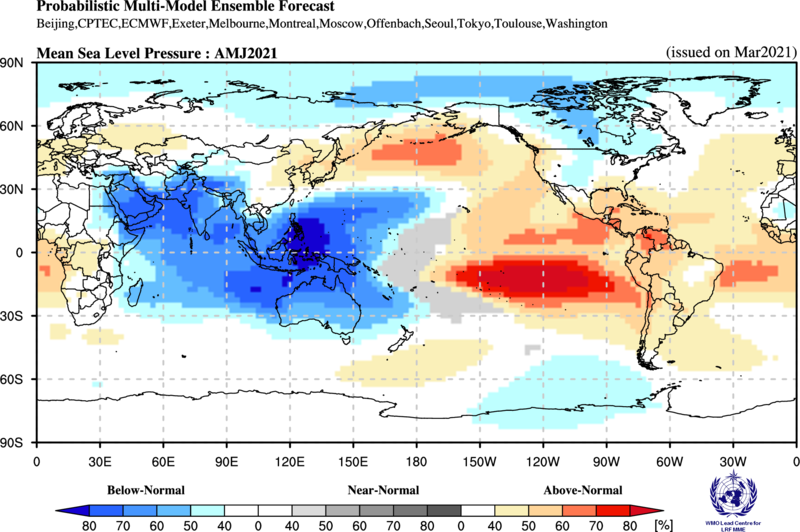 Probabilistic Multi-Model Ensemble Forecast
Beijing,CPTEC,ECMWF,Exeter,Melbourne,Montreal,Moscow,Offenbach,Seoul,Tokyo,Toulouse,Washington
Mean Sea Level Pressure : AMJ2021 (issued on Mar2021)
90N
60N
30N
0
30S
60S
90S
0 30E 60E 90E 120E 150E 180 150W 120W 90W 60W 30W 0
Below-Normal Near-Normal Above-Normal
80 70 60 50 40 0 40 50 60 70 80 0 40 50 60 70 80 [%]
WMO Lead Centre for
LRF MME